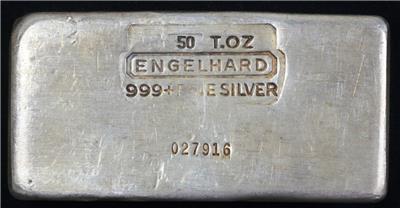 50 T.OZ
ENGELHARD
999+ FINE SILVER
027916